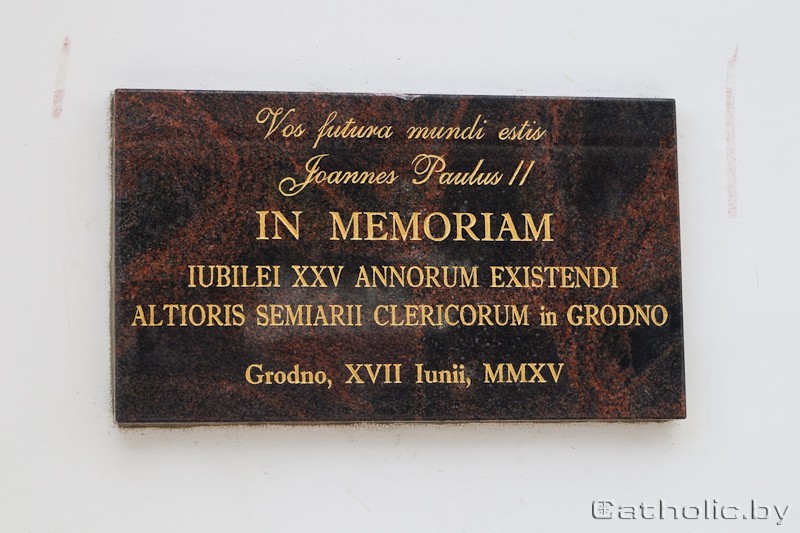 Vos futura mundi estis
Joannes Paulus II
IN MEMORIAM
IUBILEI XXV ANNORUM EXISTENDI
ALTIORIS SEMIARII CLERICORUM in GRODNO
Grodno, XVII Iunii, MMXV
Catholic.by